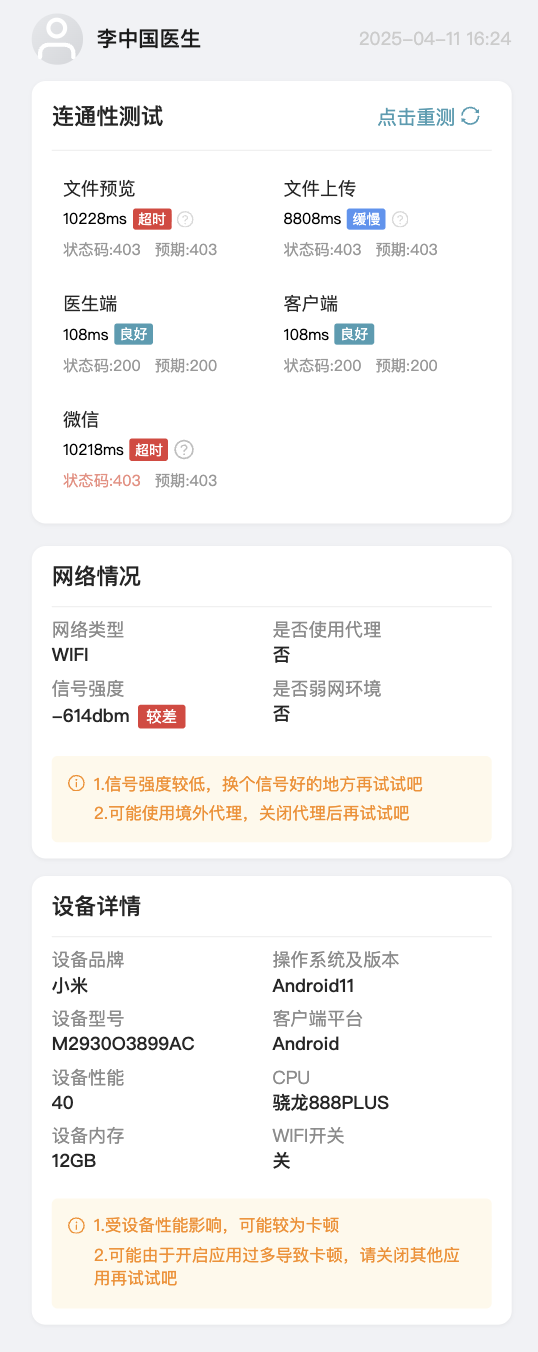 李中国医生 2025-04-11 16:24
连通性测试 点击重测
文件预览 文件上传
10228ms 超时 ? 8808ms 缓慢 ?
状态码:403 预期:403 状态码:403 预期:403
医生端 客户端
108ms 良好 108ms 良好
状态码:200 预期:200 状态码:200 预期:200
微信
10218ms 超时 ?
状态码:403 预期:403
网络情况
网络类型 是否使用代理
WIFI 否
信号强度 是否弱网环境
-614dbm 较差 否
1.信号强度较低，换个信号好的地方再试试吧
2.可能使用境外代理，关闭代理后再试试吧
设备详情
设备品牌 操作系统及版本
小米 Android11
设备型号 客户端平台
M2930O3899AC Android
设备性能 CPU
40 骁龙888PLUS
设备内存 WIFI开关
12GB 关
1.受设备性能影响，可能较为卡顿
2.可能由于开启应用过多导致卡顿，请关闭其他应
用再试试吧